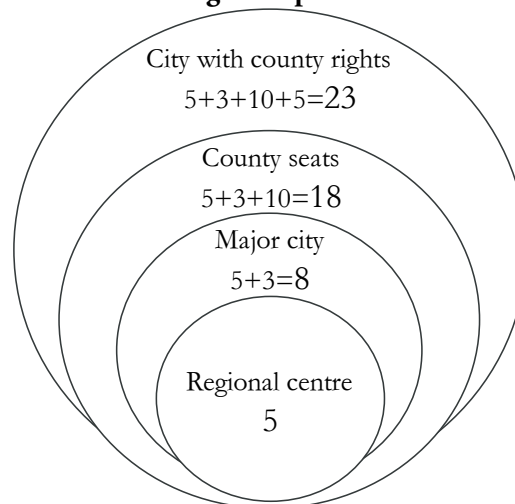 City with county rights
5+3+10+5=23
County seats
5+3+10=18
Major city
5+3=8
Regional centre
5